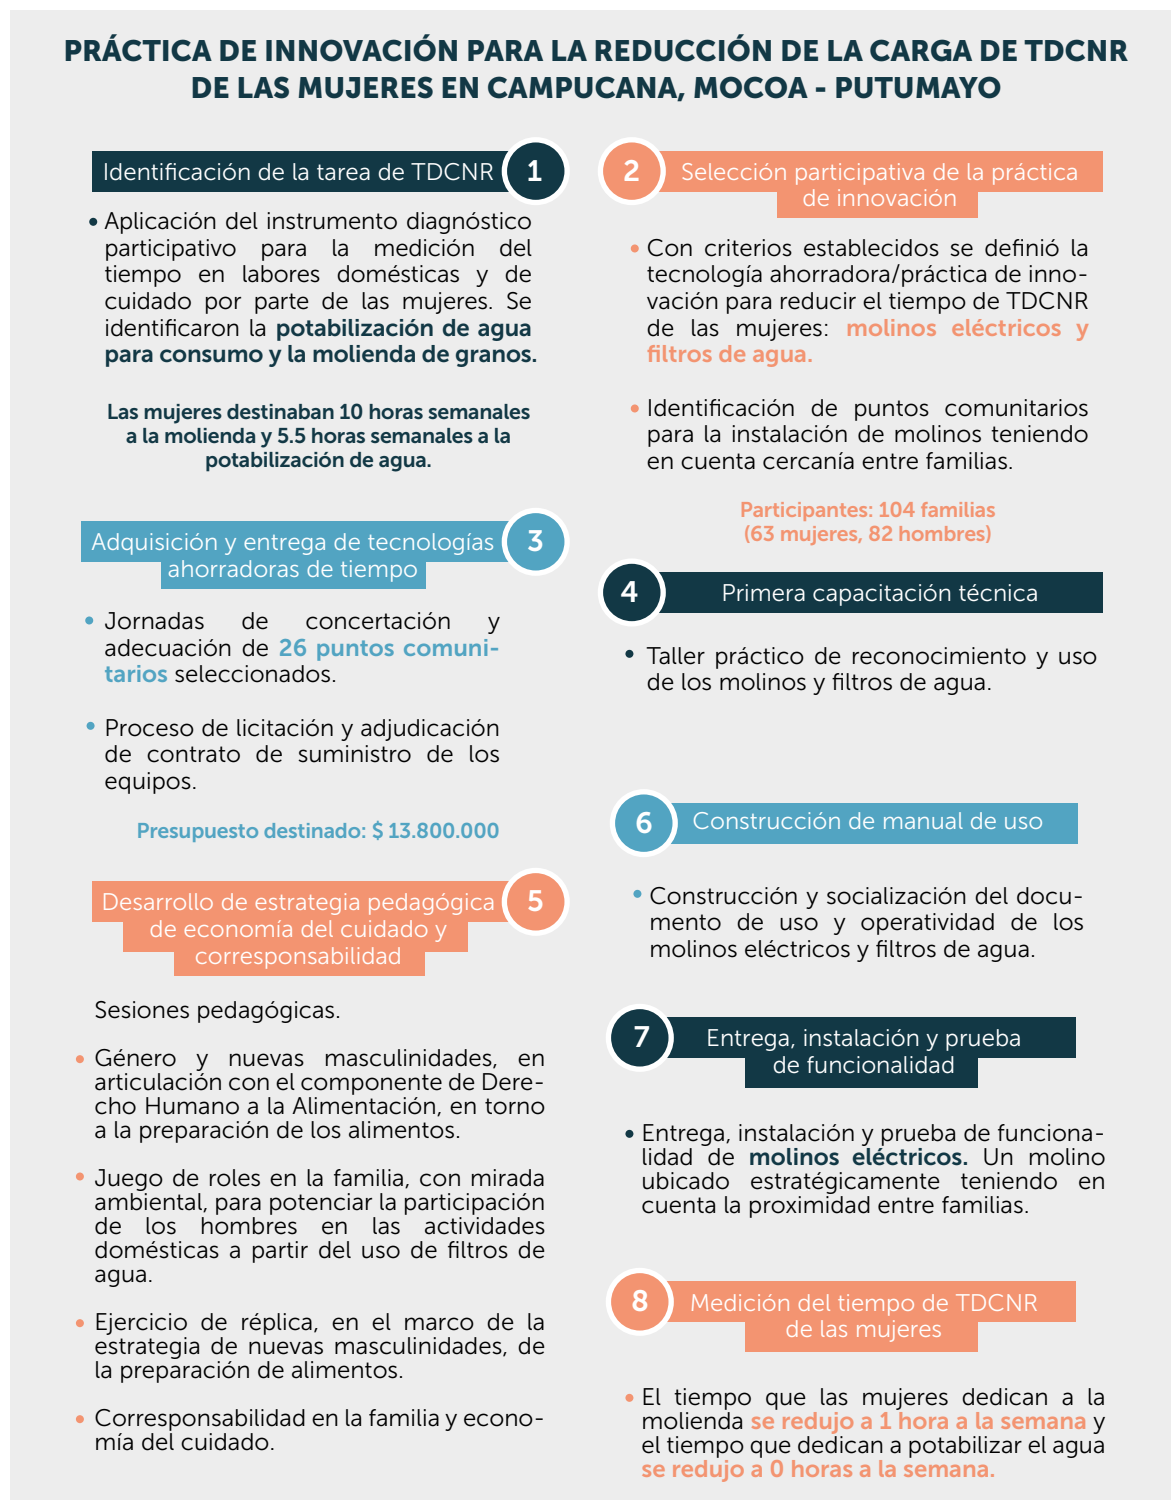 PRÁCTICA DE INNOVACIÓN PARA LA REDUCCIÓN DE LA CARGA DE TDCNR
DE LAS MUJERES EN CAMPUCANA, MOCOA - PUTUMAYO
Identificación de la tarea de TDCNR
1
• Aplicación del instrumento diagnóstico
participativo para la medición del
tiempo en labores domésticas y de
cuidado por parte de las mujeres. Se
identificaron la potabilización de agua
para consumo y la molienda de granos.
Las mujeres destinaban 10 horas semanales
a la molienda y 5.5 horas semanales a la
potabilización de agua.
2
Selección participativa de la práctica
de innovación
• Con criterios establecidos se definió la
tecnología ahorradora/práctica de inno-
vación para reducir el tiempo de TDCNR
de las mujeres: molinos eléctricos y
filtros de agua.
• Identificación de puntos comunitarios
para la instalación de molinos teniendo
en cuenta cercanía entre familias.
Participantes: 104 familias
(63 mujeres, 82 hombres)
Adquisición y entrega de tecnologías
ahorradoras de tiempo
3
• Jornadas de concertación y
adecuación de 26 puntos comuni-
tarios seleccionados.
• Proceso de licitación y adjudicación
de contrato de suministro de los
equipos.
Presupuesto destinado: $ 13.800.000
4
Primera capacitación técnica
• Taller práctico de reconocimiento y uso
de los molinos y filtros de agua.
Desarrollo de estrategia pedagógica
de economía del cuidado y
corresponsabilidad
5
Sesiones pedagógicas.
• Género y nuevas masculinidades, en
articulación con el componente de Dere-
cho Humano a la Alimentación, en torno
a la preparación de los alimentos.
• Juego de roles en la familia, con mirada
ambiental, para potenciar la participación
de los hombres en las actividades
domésticas a partir del uso de filtros de
agua.
• Ejercicio de réplica, en el marco de la
estrategia de nuevas masculinidades, de
la preparación de alimentos.
• Corresponsabilidad en la familia y econo-
mía del cuidado.
6
Construcción de manual de uso
• Construcción y socialización del docu-
mento de uso y operatividad de los
molinos eléctricos y filtros de agua.
7
Entrega, instalación y prueba
de funcionalidad
• Entrega, instalación y prueba de funciona-
lidad de molinos eléctricos. Un molino
ubicado estratégicamente teniendo en
cuenta la proximidad entre familias.
8
Medición del tiempo de TDCNR
de las mujeres
• El tiempo que las mujeres dedican a la
molienda se redujo a 1 hora a la semana y
el tiempo que dedican a potabilizar el agua
se redujo a 0 horas a la semana.